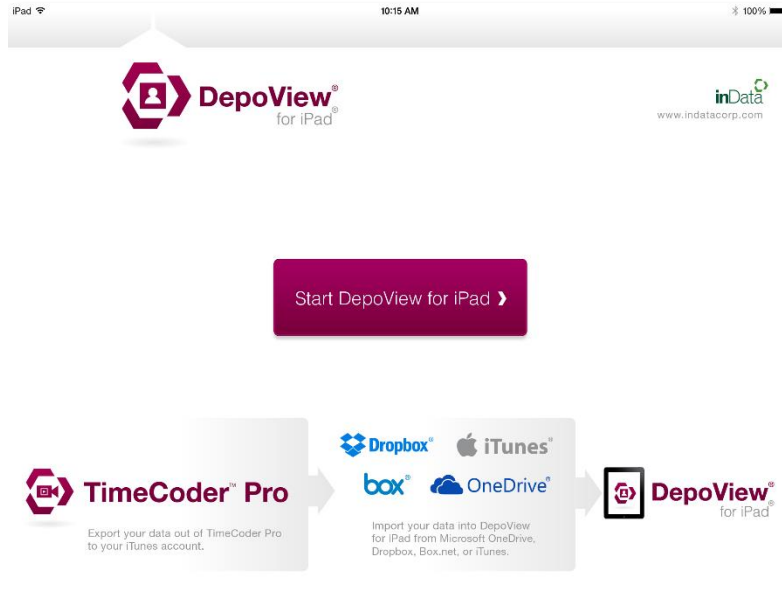 iPad 10:15 AM 100%
DepoView®
for iPad®
inData®
www.indatacorp.com
Start DepoView for iPad ❯
TimeCoder™ Pro
Export your data out of TimeCoder Pro
to your iTunes account.
Dropbox® iTunes®
box® OneDrive®
Import your data into DepoView
for iPad from Microsoft OneDrive,
Dropbox, Box.net, or iTunes.
DepoView®
for iPad®